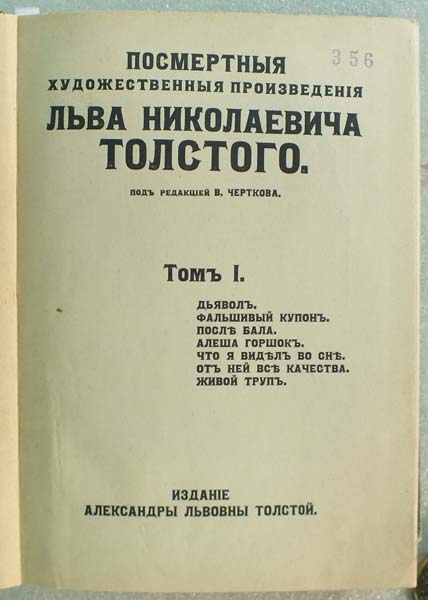 356
ПОСМЕРТНЫЯ
ХУДОЖЕСТВЕННЫЯ ПРОИЗВЕДЕНІЯ
ЛЬВА НИКОЛАЕВИЧА
ТОЛСТОГО.
ПОДЪ РЕДАКЦІЕЙ В. ЧЕРТКОВА.
Томъ I.
ДЬЯВОЛЪ.
ФАЛЬШИВЫЙ КУПОНЪ.
ПОСЛѢ БАЛА.
АЛЕША ГОРШОКЪ.
ЧТО Я ВИДѢЛЪ ВО СНѢ.
ОТЪ НЕЙ ВСѢ КАЧЕСТВА.
ЖИВОЙ ТРУПЪ.
ИЗДАНІЕ
АЛЕКСАНДРЫ ЛЬВОВНЫ ТОЛСТОЙ.